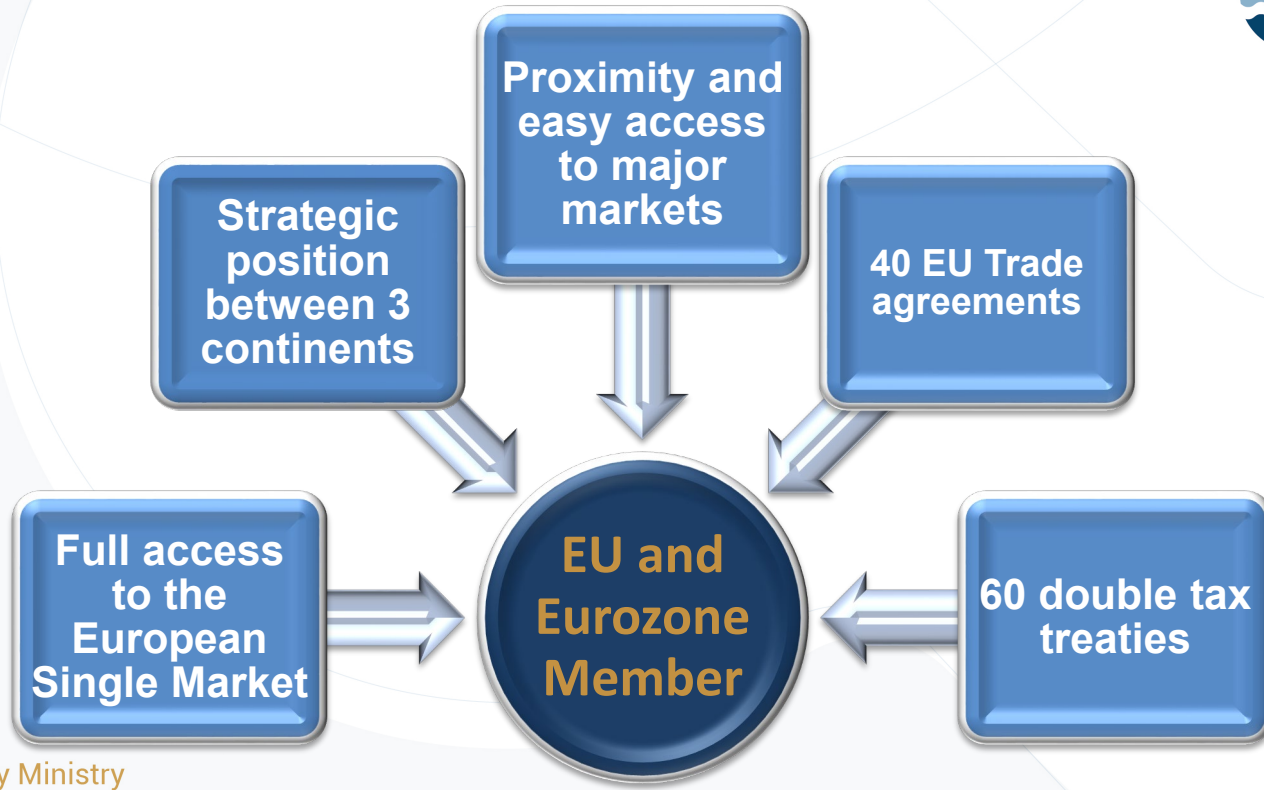 Proximity and
easy access
to major
markets
Strategic
position
between 3
continents
40 EU Trade
agreements
Full access
to the
European
Single Market
EU and
Eurozone
Member
60 double tax
treaties
y Ministry